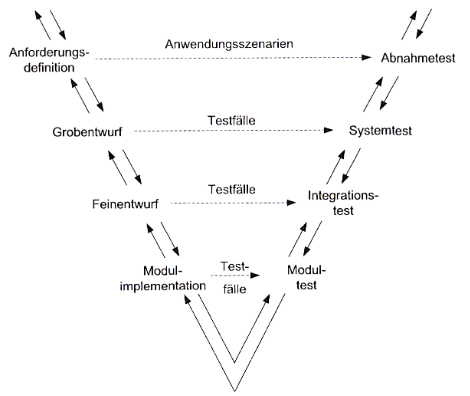 Anwendungsszenarien
Anforderungs-
definition
Abnahmetest
Testfälle
Grobentwurf
Systemtest
Testfälle
Feinentwurf
Integrations-
test
Modul-
implementation
Test-
fälle
Modul-
test